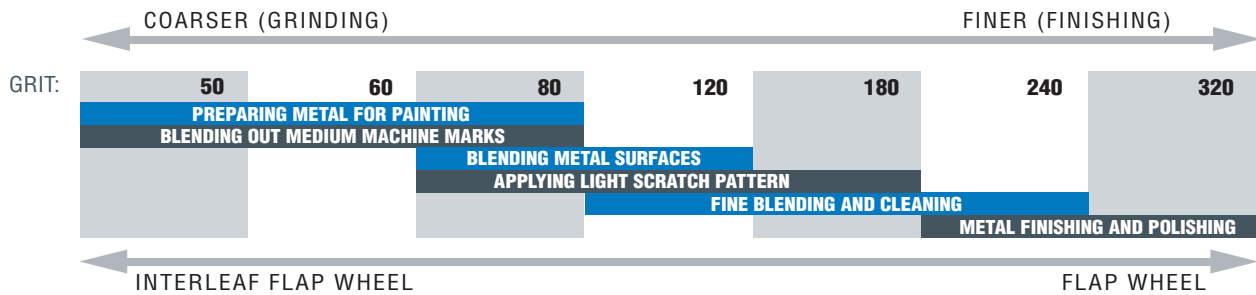 COARSER (GRINDING) FINER (FINISHING)
GRIT: 50 60 80 120 180 240 320
PREPARING METAL FOR PAINTING
BLENDING OUT MEDIUM MACHINE MARKS
BLENDING METAL SURFACES
APPLYING LIGHT SCRATCH PATTERN
FINE BLENDING AND CLEANING
METAL FINISHING AND POLISHING
INTERLEAF FLAP WHEEL FLAP WHEEL